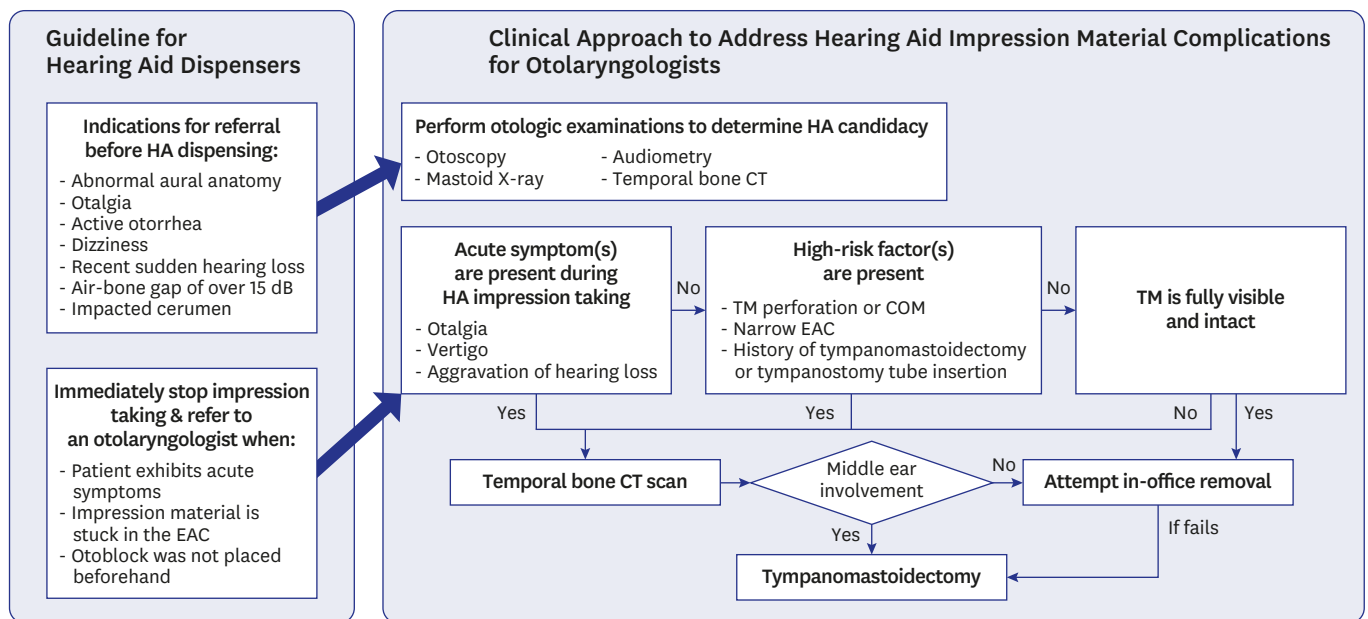 Guideline for
Hearing Aid Dispensers
Indications for referral
before HA dispensing:
- Abnormal aural anatomy
- Otalgia
- Active otorrhea
- Dizziness
- Recent sudden hearing loss
- Air-bone gap of over 15 dB
- Impacted cerumen
Immediately stop impression
taking & refer to
an otolaryngologist when:
- Patient exhibits acute
symptoms
- Impression material is
stuck in the EAC
- Otoblock was not placed
beforehand
Clinical Approach to Address Hearing Aid Impression Material Complications
for Otolaryngologists
Perform otologic examinations to determine HA candidacy
- Otoscopy
- Mastoid X-ray
- Audiometry
- Temporal bone CT
Acute symptom(s)
are present during
HA impression taking
- Otalgia
- Vertigo
- Aggravation of hearing loss
No
High-risk factor(s)
are present
- TM perforation or COM
- Narrow EAC
- History of tympanomastoidectomy
or tympanostomy tube insertion
No
TM is fully visible
and intact
Yes
Yes
No
Yes
Temporal bone CT scan
Middle ear
involvement
No
Attempt in-office removal
Yes
If fails
Tympanomastoidectomy